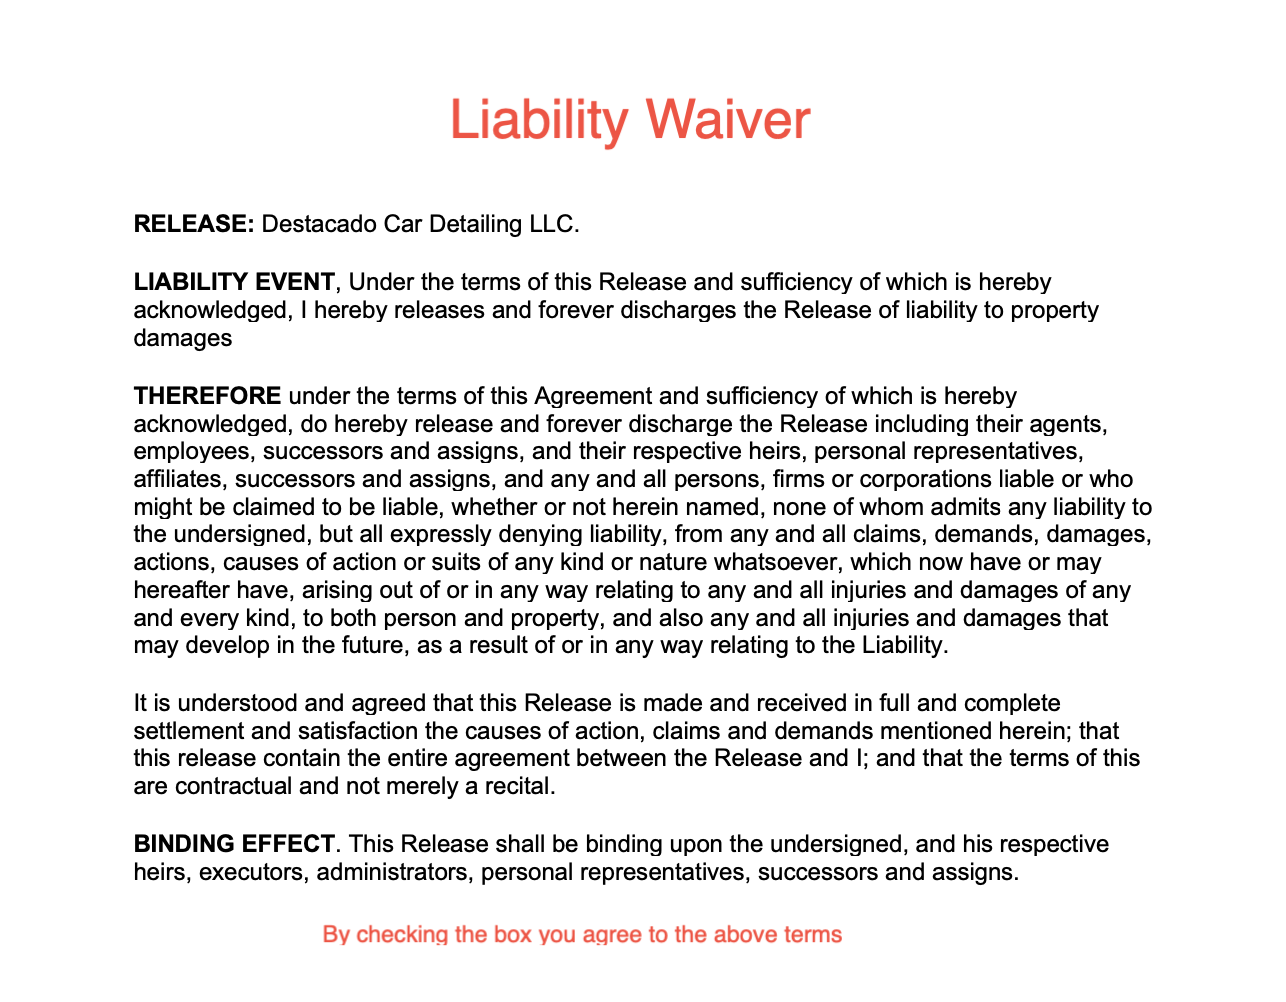 Liability Waiver
RELEASE: Destacado Car Detailing LLC.
LIABILITY EVENT, Under the terms of this Release and sufficiency of which is hereby
acknowledged, I hereby releases and forever discharges the Release of liability to property
damages
THEREFORE under the terms of this Agreement and sufficiency of which is hereby
acknowledged, do hereby release and forever discharge the Release including their agents,
employees, successors and assigns, and their respective heirs, personal representatives,
affiliates, successors and assigns, and any and all persons, firms or corporations liable or who
might be claimed to be liable, whether or not herein named, none of whom admits any liability to
the undersigned, but all expressly denying liability, from any and all claims, demands, damages,
actions, causes of action or suits of any kind or nature whatsoever, which now have or may
hereafter have, arising out of or in any way relating to any and all injuries and damages of any
and every kind, to both person and property, and also any and all injuries and damages that
may develop in the future, as a result of or in any way relating to the Liability.
It is understood and agreed that this Release is made and received in full and complete
settlement and satisfaction the causes of action, claims and demands mentioned herein; that
this release contain the entire agreement between the Release and I; and that the terms of this
are contractual and not merely a recital.
BINDING EFFECT. This Release shall be binding upon the undersigned, and his respective
heirs, executors, administrators, personal representatives, successors and assigns.
By checking the box you agree to the above terms